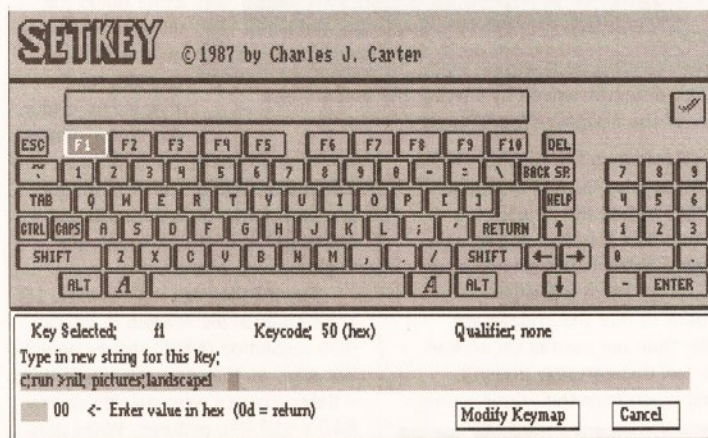 SETKEY ©1987 by Charles J. Carter
ESC F1 F2 F3 F4 F5 F6 F7 F8 F9 F10 DEL
~ 1 2 3 4 5 6 7 8 9 0 - = \ BACK SP. 7 8 9
TAB Q W E R T Y U I O P [ ] HELP 4 5 6
CTRL CAPS A S D F G H J K L ; ' RETURN ↑ 1 2 3
SHIFT Z X C V B N M , . / SHIFT ← → 0 .
ALT A A ALT ↓ - ENTER
Key Selected; f1 Keycode; 50 (hex) Qualifier; none
Type in new string for this key;
c;run >nil; pictures;landscape1
00 <- Enter value in hex (0d = return) Modify Keymap Cancel